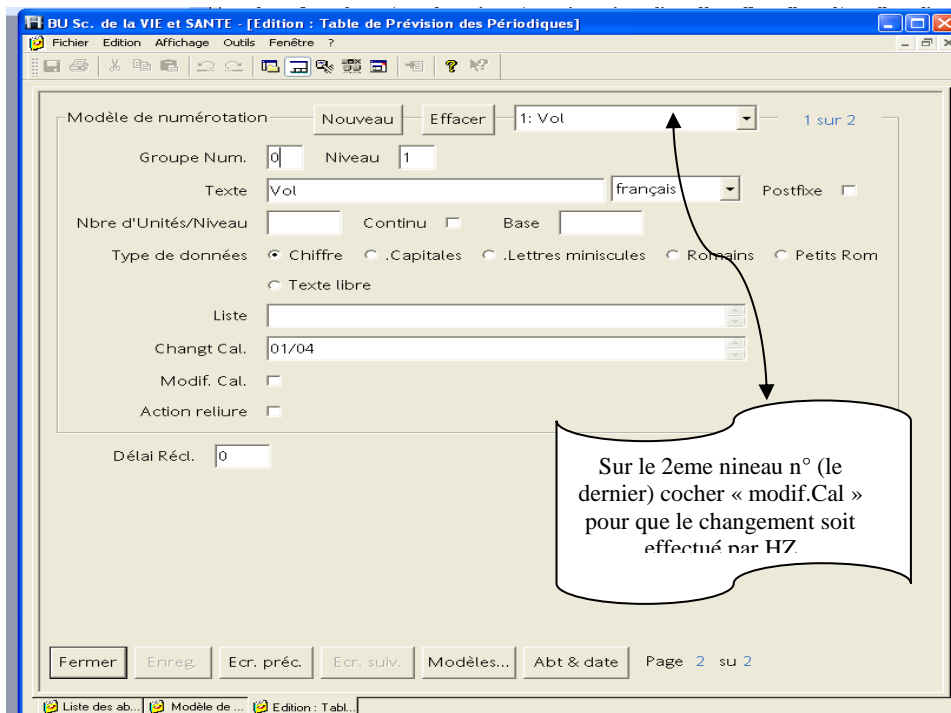 BU Sc. de la VIE et SANTE - [Edition : Table de Prévision des Périodiques]
Fichier Edition Affichage Outils Fenêtre ?
Modèle de numérotation Nouveau Effacer 1: Vol 1 sur 2
Groupe Num. 0 Niveau 1
Texte Vol français Postfixe
Nbre d'Unités/Niveau Continu Base
Type de données Chiffre .Capitales .Lettres miniscules Romains Petits Rom
Texte libre
Liste
Changt Cal. 01/04
Modif. Cal.
Action reliure
Délai Récl. 0
Sur le 2eme nineau n° (le
dernier) cocher « modif.Cal »
pour que le changement soit
effectué par HZ
Fermer Enreg. Ecr. préc. Ecr. suiv. Modèles... Abt & date Page 2 su 2
Liste des ab... Modèle de ... Edition : Tabl...